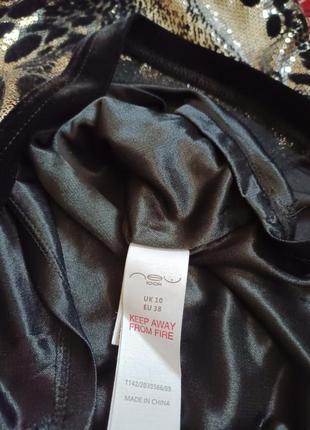 new
look
UK 10
EU 38
KEEP AWAY
FROM FIRE
MADE IN CHINA